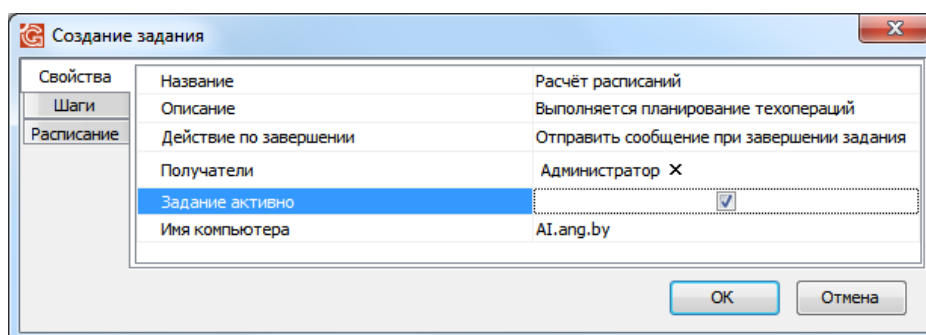 Создание задания
Свойства
Шаги
Расписание
Название Расчёт расписаний
Описание Выполняется планирование техопераций
Действие по завершении Отправить сообщение при завершении задания
Получатели Администратор ✕
Задание активно
Имя компьютера AI.ang.by
ОК Отмена